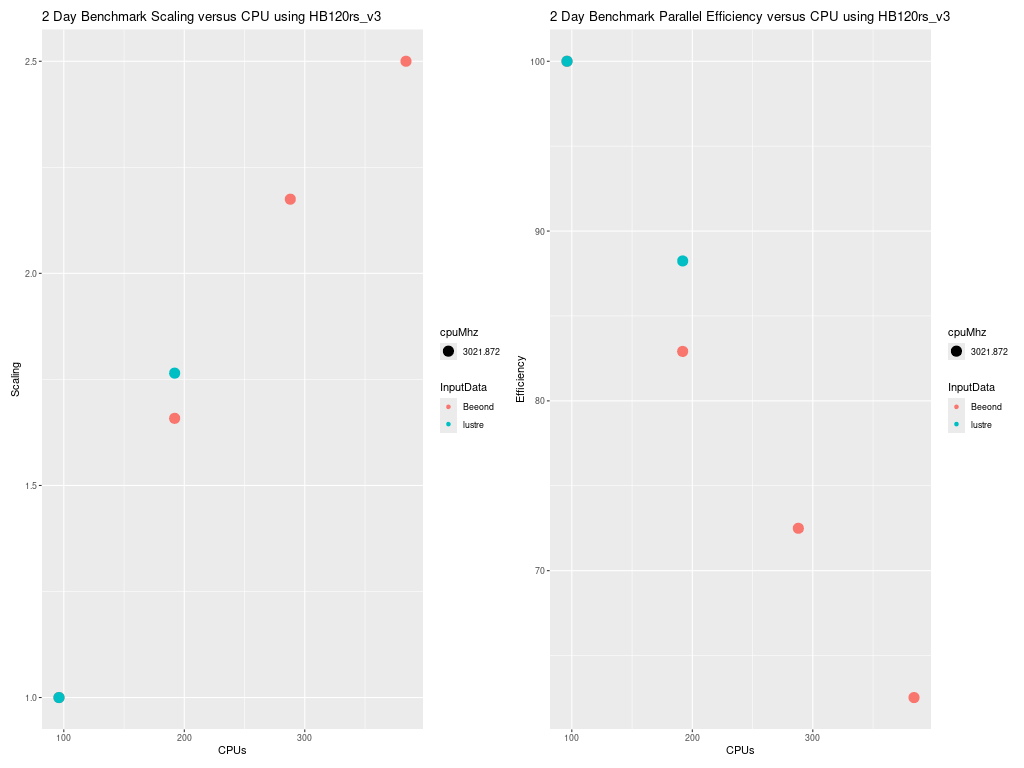 2 Day Benchmark Scaling versus CPU using HB120rs_v3
2.5
2.0
1.5
1.0
Scaling
100
200
300
CPUs
cpuMhz
3021.872
InputData
Beeond
lustre
2 Day Benchmark Parallel Efficiency versus CPU using HB120rs_v3
100
90
80
70
Efficiency
100
200
300
CPUs
cpuMhz
3021.872
InputData
Beeond
lustre